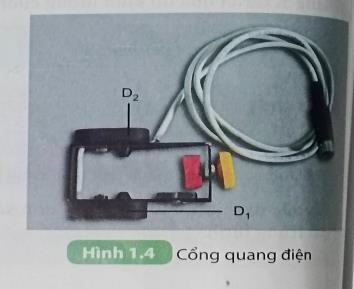 D₂
D₁
Hình 1.4 Cổng quang điện